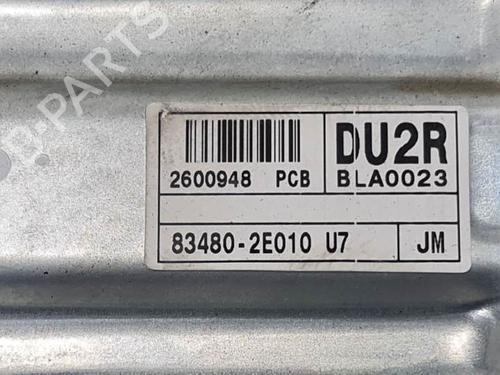 B-PARTS
DU2R
2600948 PCB BLA0023
83480-2E010 U7 JM